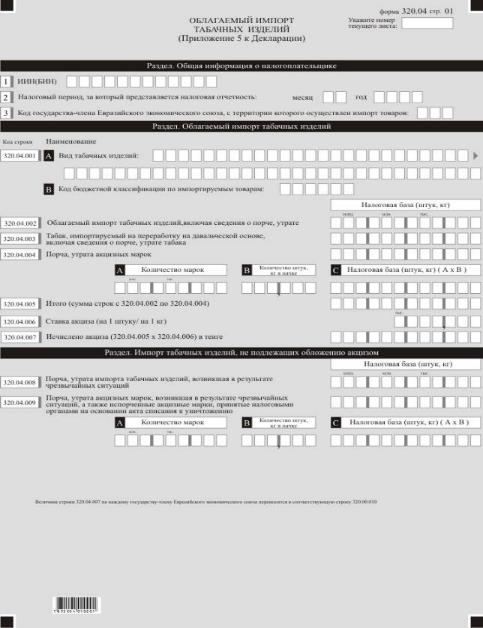 форма 320.04 стр. 01
ОБЛАГАЕМЫЙ ИМПОРТ
ТАБАЧНЫХ ИЗДЕЛИЙ
(Приложение 5 к Декларации)
Укажите номер
текущего листа:
Раздел. Общая информация о налогоплательщике
1 ИИН(БИН)
2 Налоговый период, за который представляется налоговая отчетность: месяц год
3 Код государства-члена Евразийского экономического союза, с территории которого осуществлен импорт товаров:
Раздел. Облагаемый импорт табачных изделий
Код строки Наименование
320.04.001 A Вид табачных изделий:
B Код бюджетной классификации по импортируемым товарам:
Налоговая база (штук, кг)
млн. тыс.
320.04.002 Облагаемый импорт табачных изделий,включая сведения о порче, утрате
320.04.003 Табак, импортируемый на переработку на давальческой основе,
включая сведения о порче, утрате табака
320.04.004 Порча, утрата акцизных марок
A Количество марок B Количество штук,
кг в пачке C Налоговая база (штук, кг) ( A x B )
320.04.005 Итого (сумма строк с 320.04.002 по 320.04.004)
тыс.
320.04.006 Ставка акциза (на 1 штуку/ на 1 кг)
320.04.007 Исчислено акциза (320.04.005 х 320.04.006) в тенге
Раздел. Импорт табачных изделий, не подлежащих обложению акцизом
Налоговая база (штук, кг)
320.04.008 Порча, утрата импорта табачных изделий, возникшая в результате
чрезвычайных ситуаций
320.04.009 Порча, утрата акцизных марок, возникшая в результате чрезвычайных
ситуаций, а также испорченные акцизные марки, принятые налоговыми
органами на основании акта списания к уничтожению
A Количество марок B Количество штук,
кг в пачке C Налоговая база (штук, кг) ( A x B )
Величина строки 320.04.007 по каждому государству-члену Евразийского экономического союза переносится в соответствующую строку 320.00.010